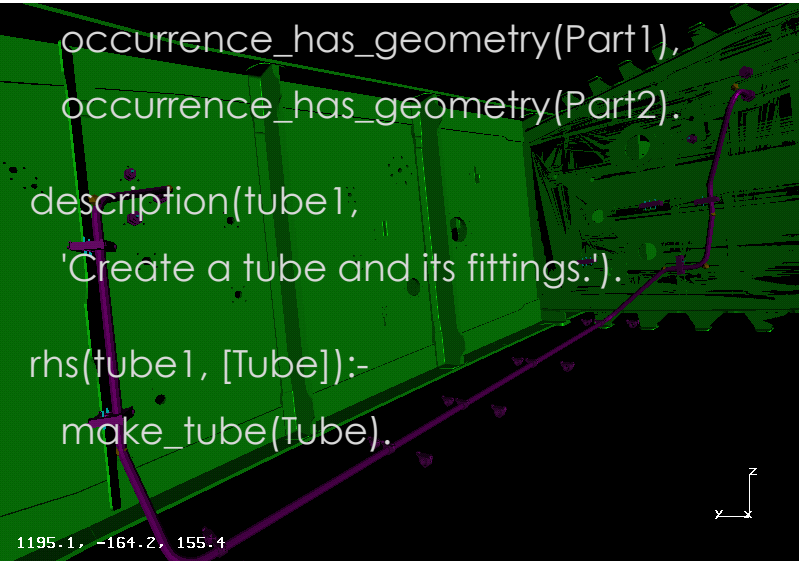 occurrence_has_geometry(Part1),
occurrence_has_geometry(Part2).
description(tube1,
'Create a tube and its fittings.').
rhs(tube1, [Tube]):-
make_tube(Tube).
z
y x
1195.1, -164.2, 155.4